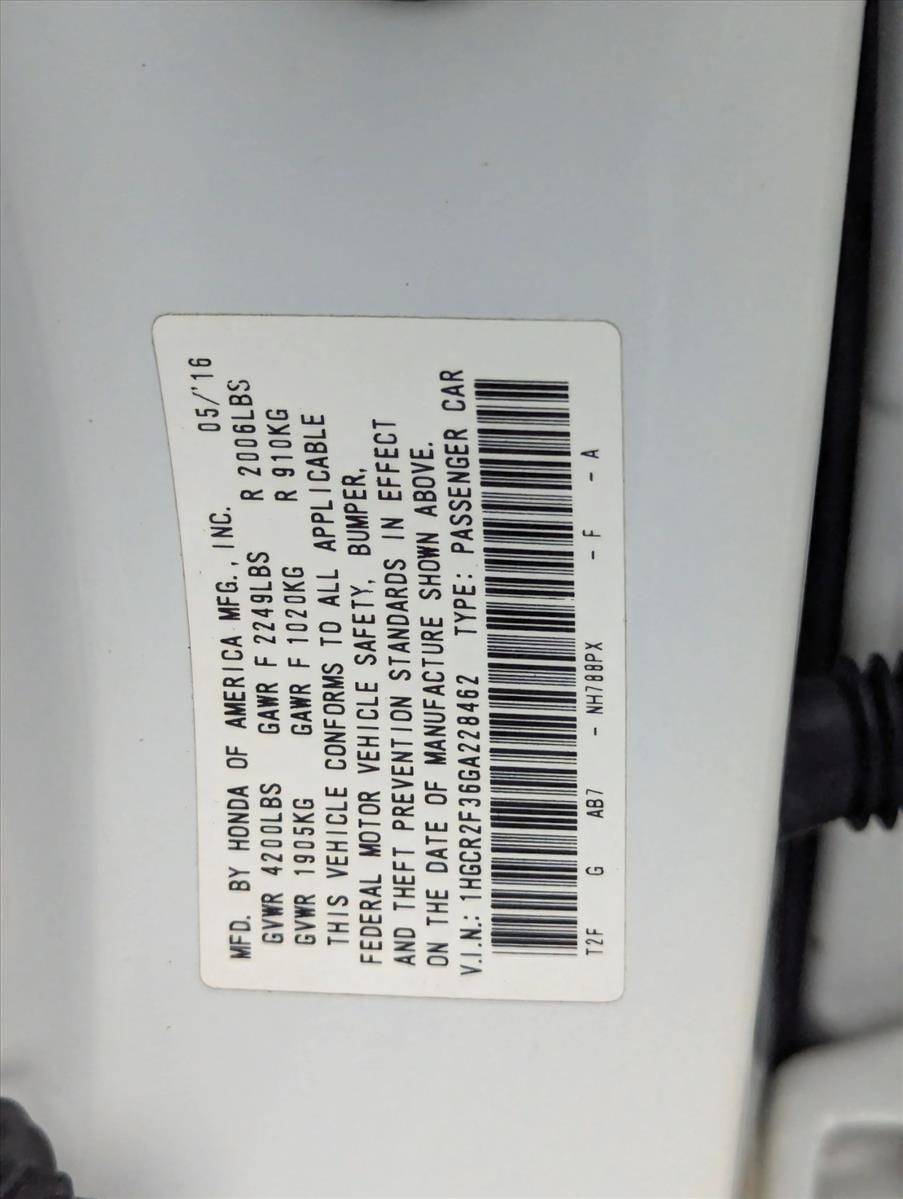 MFD. BY HONDA OF AMERICA MFG., INC. 05/'16
GVWR 4200LBS GAWR F 2249LBS R 2006LBS
GVWR 1905KG GAWR F 1020KG R 910KG
THIS VEHICLE CONFORMS TO ALL APPLICABLE
FEDERAL MOTOR VEHICLE SAFETY, BUMPER,
AND THEFT PREVENTION STANDARDS IN EFFECT
ON THE DATE OF MANUFACTURE SHOWN ABOVE.
V.I.N.: 1HGCR2F36GA228462 TYPE: PASSENGER CAR
T2F G AB7 - NH788PX - F - A